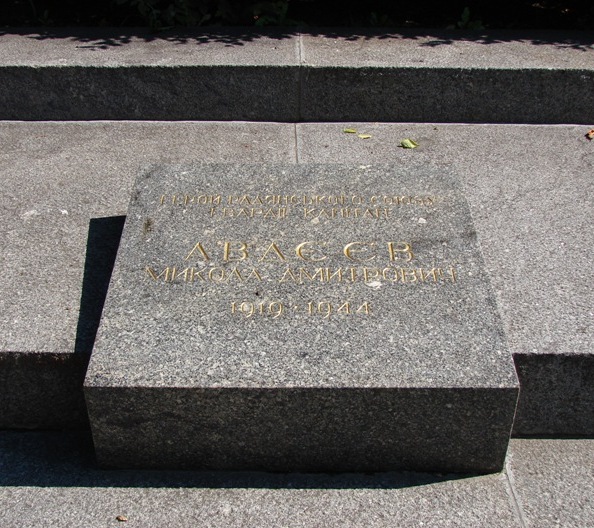 ГЕРОЙ РАДЯНСЬКОГО СОЮЗУ
ГВАРДІЇ КАПІТАН
АВДЄЄВ
МИКОЛА ДМИТРОВИЧ
1919 · 1944